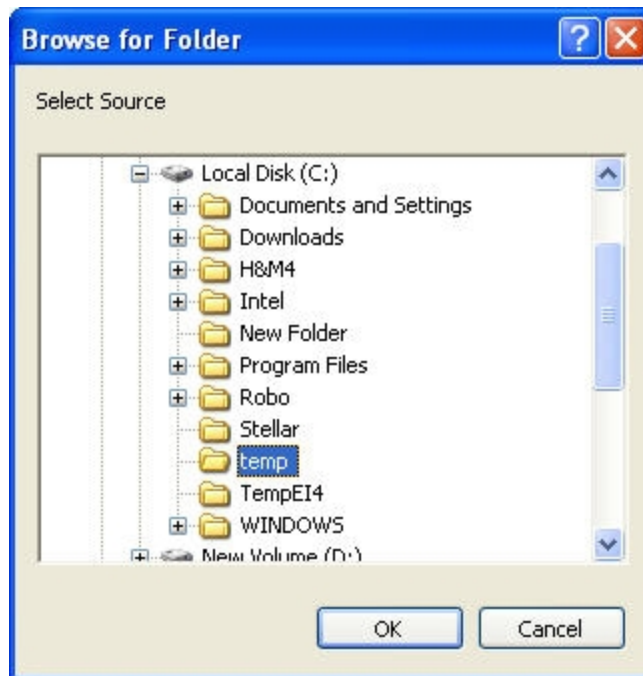 Browse for Folder
Select Source
Local Disk (C:)
Documents and Settings
Downloads
H&M4
Intel
New Folder
Program Files
Robo
Stellar
temp
TempEI4
WINDOWS
New Volume (D:)
OK Cancel